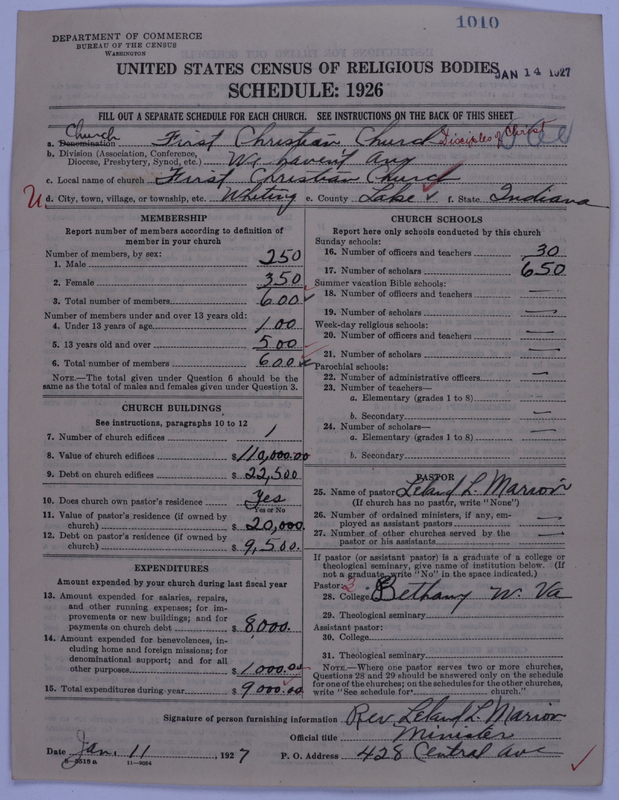 1010
DEPARTMENT OF COMMERCE
BUREAU OF THE CENSUS
WASHINGTON
UNITED STATES CENSUS OF RELIGIOUS BODIES
JAN 14 1927
SCHEDULE: 1926
FILL OUT A SEPARATE SCHEDULE FOR EACH CHURCH. SEE INSTRUCTIONS ON THE BACK OF THIS SHEET
Church
a. Denomination First Christian Church Disciples of Christ
b. Division (Association, Conference,
Diocese, Presbytery, Synod, etc.) We haven't any
c. Local name of church First Christian Church
U d. City, town, village, or township, etc. Whiting e. County Lake ✓ f. State Indiana
MEMBERSHIP
Report number of members according to definition of
member in your church
Number of members, by sex:
1. Male 250
2. Female 350
3. Total number of members 600
Number of members under and over 13 years old:
4. Under 13 years of age 100
5. 13 years old and over 500
6. Total number of members 600
NOTE.—The total given under Question 6 should be the
same as the total of males and females given under Question 3.
CHURCH BUILDINGS
See instructions, paragraphs 10 to 12
7. Number of church edifices 1
8. Value of church edifices $110,000.00
9. Debt on church edifices $22,500
10. Does church own pastor's residence Yes
Yes or No
11. Value of pastor's residence (if owned by
church) $20,000.
12. Debt on pastor's residence (if owned by
church) $9,500.
EXPENDITURES
Amount expended by your church during last fiscal year
13. Amount expended for salaries, repairs,
and other running expenses; for im-
provements or new buildings; and for
payments on church debt $8,000.
14. Amount expended for benevolences, in-
cluding home and foreign missions; for
denominational support; and for all
other purposes $1000.00
15. Total expenditures during year $9000.00
CHURCH SCHOOLS
Report here only schools conducted by this church
Sunday schools:
16. Number of officers and teachers 30
17. Number of scholars 650
Summer vacation Bible schools:
18. Number of officers and teachers —
19. Number of scholars —
Week-day religious schools:
20. Number of officers and teachers —
21. Number of scholars —
Parochial schools:
22. Number of administrative officers —
23. Number of teachers—
a. Elementary (grades 1 to 8) —
b. Secondary —
24. Number of scholars—
a. Elementary (grades 1 to 8) —
b. Secondary —
PASTOR
25. Name of pastor Leland L. Marion
(If church has no pastor, write "None")
26. Number of ordained ministers, if any, em-
ployed as assistant pastors —
27. Number of other churches served by the
pastor or his assistants —
If pastor (or assistant pastor) is a graduate of a college or
theological seminary, give name of institution below. (If
not a graduate, write "No" in the space indicated.)
Pastor:
28. College Bethany W. Va
29. Theological seminary
Assistant pastor:
30. College
31. Theological seminary
NOTE.—Where one pastor serves two or more churches,
Questions 28 and 29 should be answered only on the schedule
for one of the churches; on the schedules for the other churches,
write "See schedule for church."
Signature of person furnishing information Rev. Leland L. Marion
Official title Minister
Date Jan. 11 1927 P. O. Address 428 Central Ave
8-5518a 11-9054